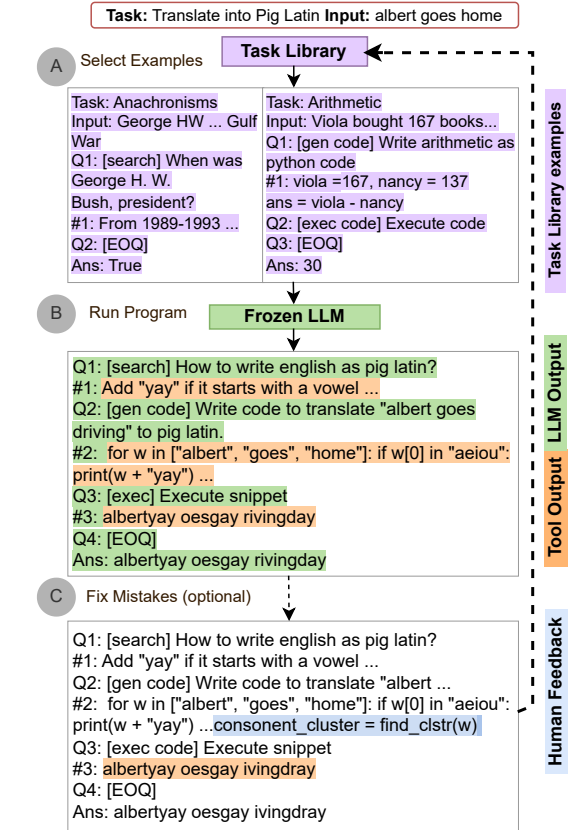 Task: Translate into Pig Latin Input: albert goes home
A
Select Examples
Task Library
Task: Anachronisms
Input: George HW ... Gulf
War
Q1: [search] When was
George H. W.
Bush, president?
#1: From 1989-1993 ...
Q2: [EOQ]
Ans: True
Task: Arithmetic
Input: Viola bought 167 books...
Q1: [gen code] Write arithmetic as
python code
#1: viola =167, nancy = 137
ans = viola - nancy
Q2: [exec code] Execute code
Q3: [EOQ]
Ans: 30
Task Library examples
B
Run Program
Frozen LLM
Q1: [search] How to write english as pig latin?
#1: Add "yay" if it starts with a vowel ...
Q2: [gen code] Write code to translate "albert goes
driving" to pig latin.
#2:  for w in ["albert", "goes", "home"]: if w[0] in "aeiou":
print(w + "yay") ...
Q3: [exec] Execute snippet
#3: albertyay oesgay rivingday
Q4: [EOQ]
Ans: albertyay oesgay rivingday
LLM Output
Tool Output
C
Fix Mistakes (optional)
Q1: [search] How to write english as pig latin?
#1: Add "yay" if it starts with a vowel ...
Q2: [gen code] Write code to translate "albert ...
#2:  for w in ["albert", "goes", "home"]: if w[0] in "aeiou":
print(w + "yay") ...consonent_cluster = find_clstr(w)
Q3: [exec code] Execute snippet
#3: albertyay oesgay ivingdray
Q4: [EOQ]
Ans: albertyay oesgay ivingdray
Human Feedback